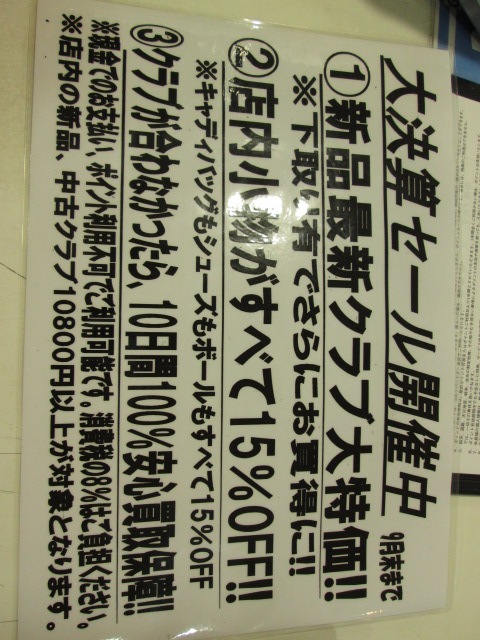 大決算セール開催中
9月末まで
①新品最新クラブ大特価!!
※下取り有でさらにお買得に!!
②店内小物がすべて15%OFF!!
※キャディバッグもシューズもボールもすべて15%OFF
③クラブが合わなかったら、10日間100%安心買取保障!!
※現金でのお支払い、ポイント利用不可でご利用可能です。消費税の8%はご負担ください。
※店内の新品、中古クラブ10800円以上が対象となります。